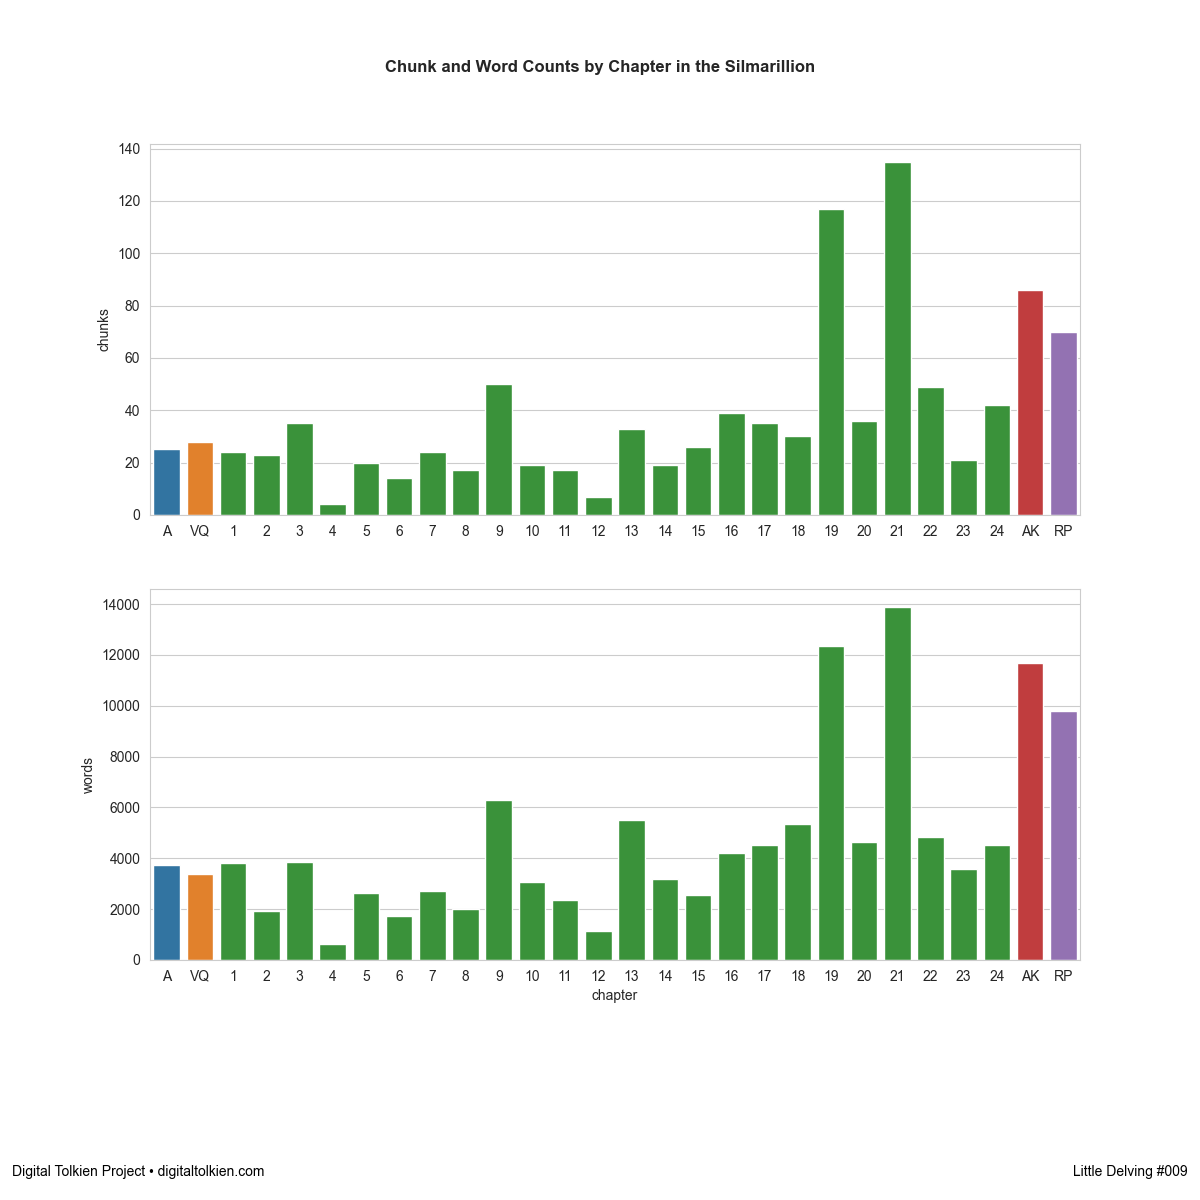 Chunk and Word Counts by Chapter in the Silmarillion
140
120
100
80
60
40
20
0
chunks
A VQ 1 2 3 4 5 6 7 8 9 10 11 12 13 14 15 16 17 18 19 20 21 22 23 24 AK RP
14000
12000
10000
8000
6000
4000
2000
0
words
A VQ 1 2 3 4 5 6 7 8 9 10 11 12 13 14 15 16 17 18 19 20 21 22 23 24 AK RP
chapter
Digital Tolkien Project • digitaltolkien.com
Little Delving #009